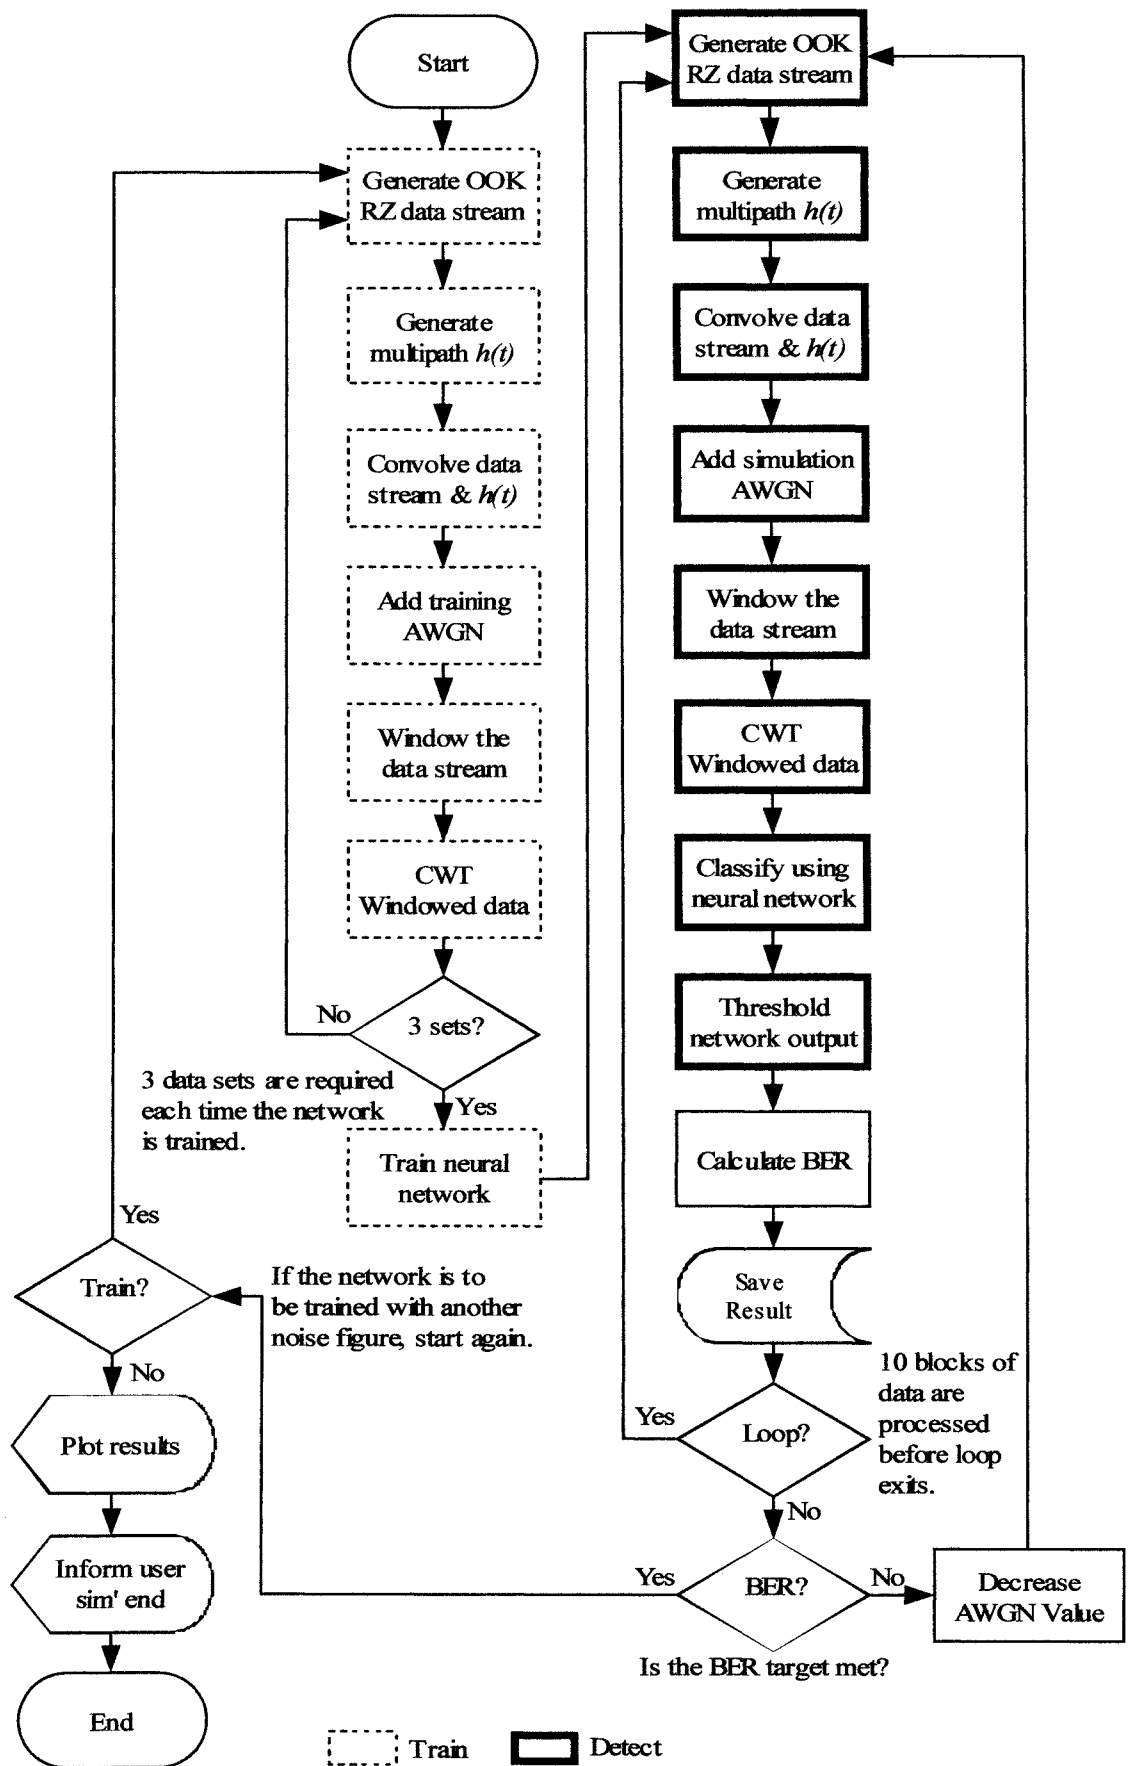 Start
Generate OOK
RZ data stream
Generate
multipath h(t)
Convolve data
stream & h(t)
Add training
AWGN
Window the
data stream
CWT
Windowed data
3 sets?
No
Yes
3 data sets are required
each time the network
is trained.
Train neural
network
Generate OOK
RZ data stream
Generate
multipath h(t)
Convolve data
stream & h(t)
Add simulation
AWGN
Window the
data stream
CWT
Windowed data
Classify using
neural network
Threshold
network output
Calculate BER
Save
Result
Loop?
Yes
No
10 blocks of
data are
processed
before loop
exits.
BER?
Yes
No
Is the BER target met?
Decrease
AWGN Value
Train?
Yes
No
If the network is to
be trained with another
noise figure, start again.
Plot results
Inform user
sim' end
End
Train
Detect